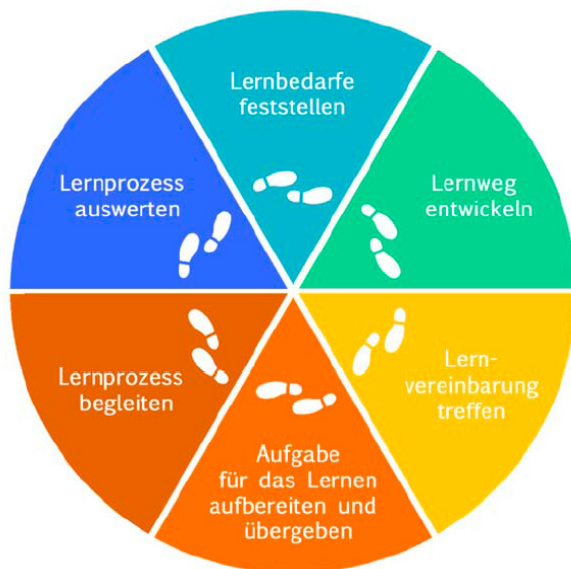 Lernbedarfe
feststellen
Lernweg
entwickeln
Lern-
vereinbarung
treffen
Aufgabe
für das Lernen
aufbereiten und
übergeben
Lernprozess
begleiten
Lernprozess
auswerten